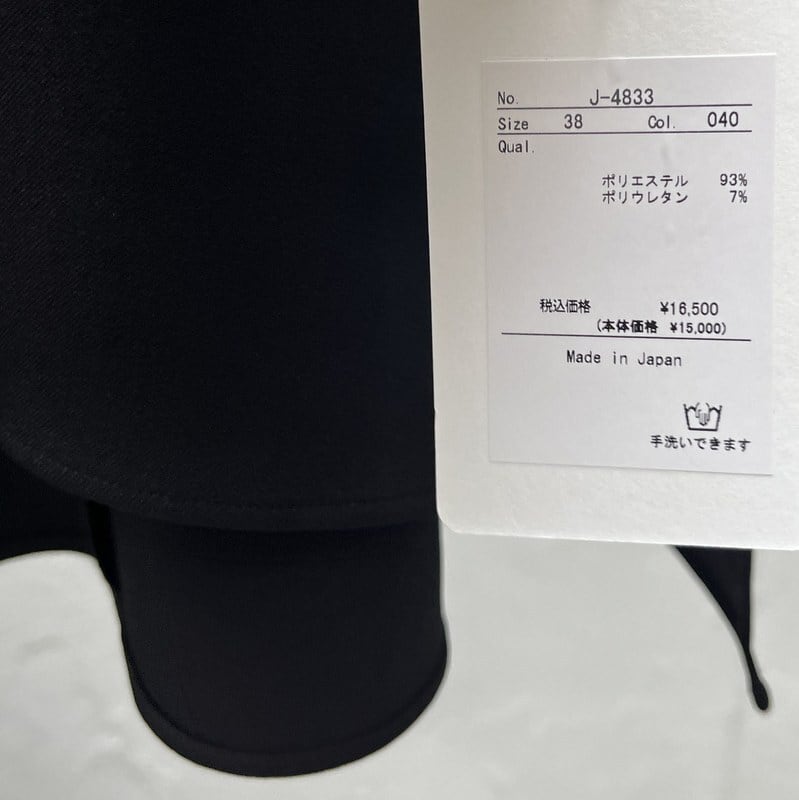 No. J-4833
Size 38 Col. 040
Qual.
ポリエステル 93%
ポリウレタン 7%
税込価格 ¥16,500
(本体価格 ¥15,000)
Made in Japan
手洗いできます